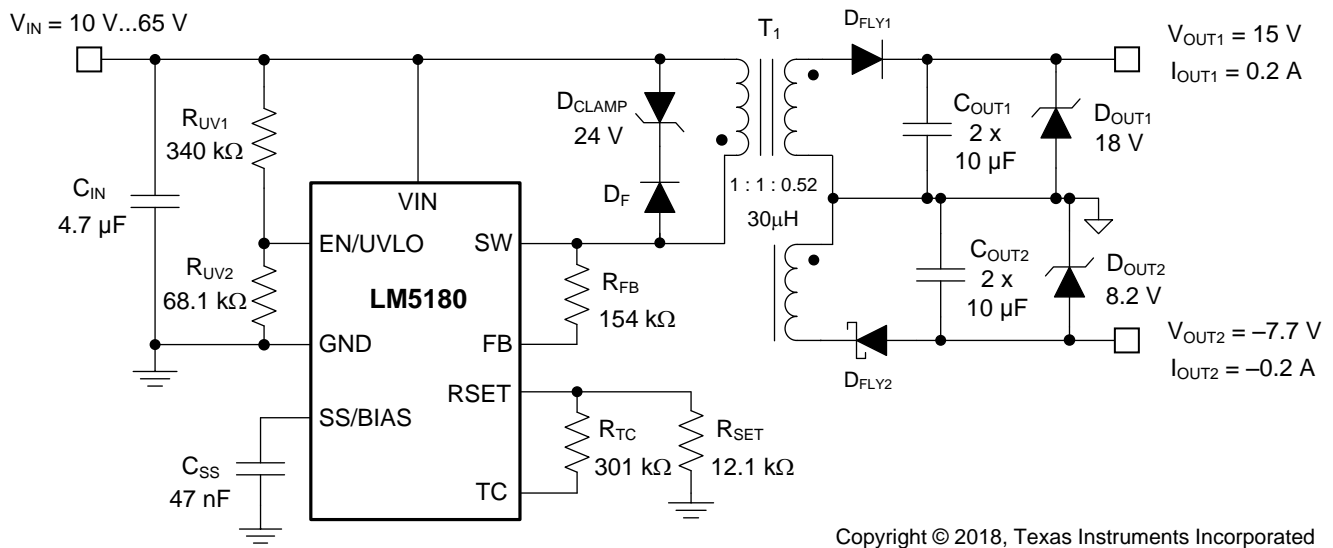 V_IN = 10 V...65 V
D_FLY1
T_1
V_OUT1 = 15 V
I_OUT1 = 0.2 A
R_UV1
340 kΩ
D_CLAMP
24 V
C_OUT1
2 x
10 µF
D_OUT1
18 V
C_IN
4.7 µF
VIN
D_F
1 : 1 : 0.52
30µH
EN/UVLO
SW
R_UV2
68.1 kΩ
LM5180
R_FB
154 kΩ
C_OUT2
2 x
10 µF
D_OUT2
8.2 V
GND
FB
V_OUT2 = –7.7 V
I_OUT2 = –0.2 A
D_FLY2
RSET
SS/BIAS
R_TC
301 kΩ
R_SET
12.1 kΩ
C_SS
47 nF
TC
Copyright © 2018, Texas Instruments Incorporated